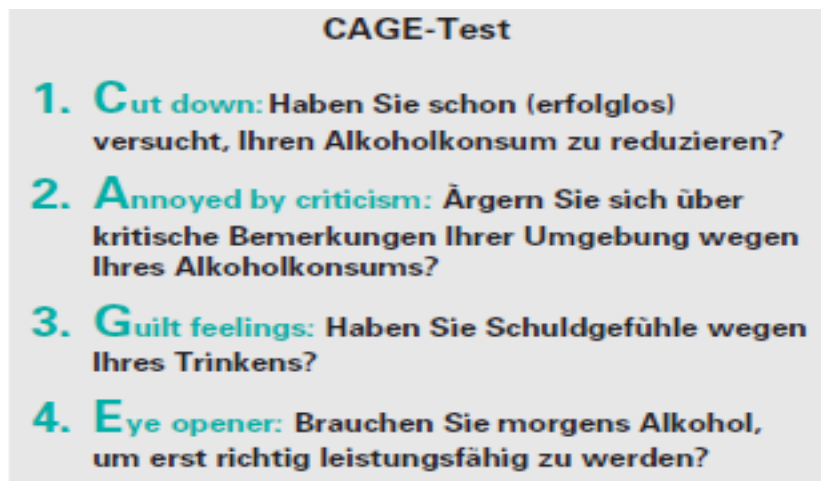 CAGE-Test
1. Cut down: Haben Sie schon (erfolglos)
versucht, Ihren Alkoholkonsum zu reduzieren?
2. Annoyed by criticism: Ärgern Sie sich über
kritische Bemerkungen Ihrer Umgebung wegen
Ihres Alkoholkonsums?
3. Guilt feelings: Haben Sie Schuldgefühle wegen
Ihres Trinkens?
4. Eye opener: Brauchen Sie morgens Alkohol,
um erst richtig leistungsfähig zu werden?